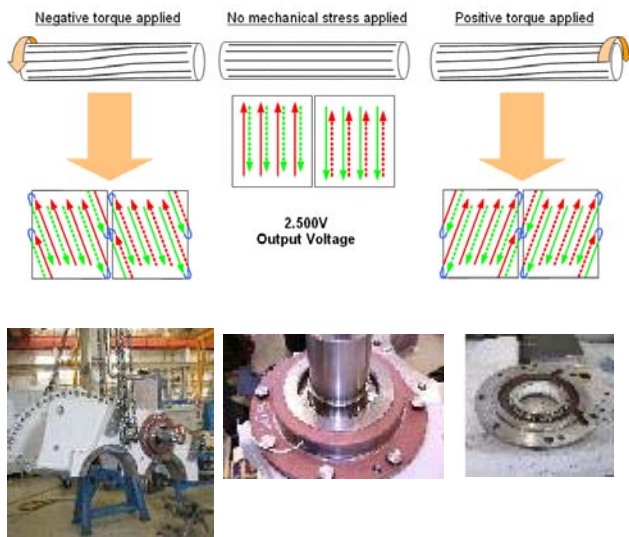 Negative torque applied
No mechanical stress applied
Positive torque applied
2.500V
Output Voltage